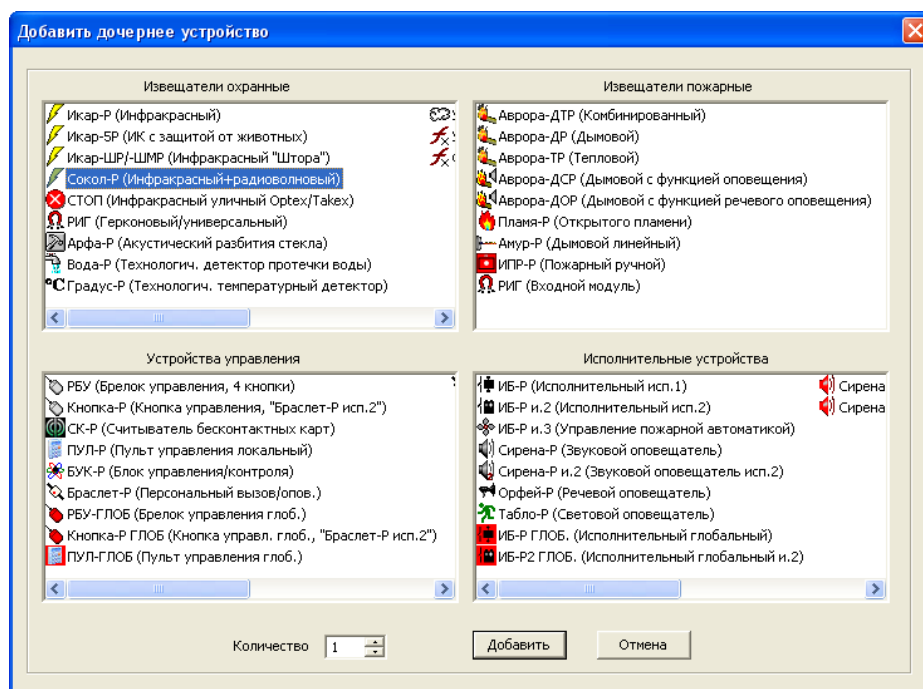 Добавить дочернее устройство
Извещатели охранные
Икар-Р (Инфракрасный)
Икар-5Р (ИК с защитой от животных)
Икар-ШР/-ШМР (Инфракрасный "Штора")
Сокол-Р (Инфракрасный+радиоволновый)
СТОП (Инфракрасный уличный Optex/Takex)
РИГ (Герконовый/универсальный)
Арфа-Р (Акустический разбития стекла)
Вода-Р (Технологич. детектор протечки воды)
°C Градус-Р (Технологич. температурный детектор)
Извещатели пожарные
Аврора-ДТР (Комбинированный)
Аврора-ДР (Дымовой)
Аврора-ТР (Тепловой)
Аврора-ДСР (Дымовой с функцией оповещения)
Аврора-ДОР (Дымовой с функцией речевого оповещения)
Пламя-Р (Открытого пламени)
Амур-Р (Дымовой линейный)
ИПР-Р (Пожарный ручной)
РИГ (Входной модуль)
Устройства управления
РБУ (Брелок управления, 4 кнопки)
Кнопка-Р (Кнопка управления, "Браслет-Р исп.2")
СК-Р (Считыватель бесконтактных карт)
ПУЛ-Р (Пульт управления локальный)
БУК-Р (Блок управления/контроля)
Браслет-Р (Персональный вызов/опов.)
РБУ-ГЛОБ (Брелок управления глоб.)
Кнопка-Р ГЛОБ (Кнопка управл. глоб., "Браслет-Р исп.2")
ПУЛ-ГЛОБ (Пульт управления глоб.)
Исполнительные устройства
ИБ-Р (Исполнительный исп.1) Сирена
ИБ-Р и.2 (Исполнительный исп.2) Сирена
ИБ-Р и.3 (Управление пожарной автоматикой)
Сирена-Р (Звуковой оповещатель)
Сирена-Р и.2 (Звуковой оповещатель исп.2)
Орфей-Р (Речевой оповещатель)
Табло-Р (Световой оповещатель)
ИБ-Р ГЛОБ. (Исполнительный глобальный)
ИБ-Р2 ГЛОБ. (Исполнительный глобальный и.2)
Количество 1 Добавить Отмена